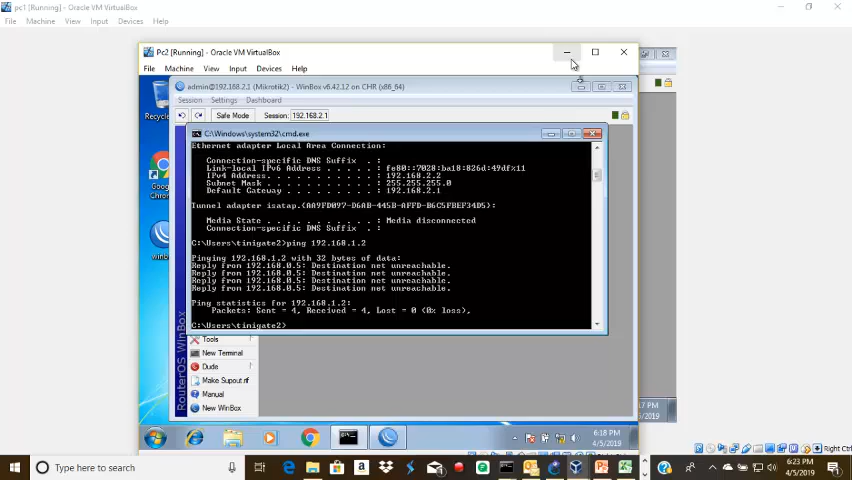 pc1 [Running] - Oracle VM VirtualBox
File Machine View Input Devices Help
Pc2 [Running] - Oracle VM VirtualBox
File Machine View Input Devices Help
Recycle
admin@192.168.2.1 (Mikrotik2) - WinBox v6.42.12 on CHR (x86_64)
Session Settings Dashboard
Safe Mode Session: 192.168.2.1
C:\Windows\system32\cmd.exe
Ethernet adapter Local Area Connection:
Connection-specific DNS Suffix . :
Link-local IPv6 Address . . . . . : fe80::7028:ba18:826d:49df%11
IPv4 Address. . . . . . . . . . . : 192.168.2.2
Subnet Mask . . . . . . . . . . . : 255.255.255.0
Default Gateway . . . . . . . . . : 192.168.2.1
Tunnel adapter isatap.{AA9FD097-D6AB-445B-AFFD-B6C5FBEF34D5}:
Media State . . . . . . . . . . . : Media disconnected
Connection-specific DNS Suffix . :
C:\Users\timigate2>ping 192.168.1.2
Pinging 192.168.1.2 with 32 bytes of data:
Reply from 192.168.0.5: Destination net unreachable.
Reply from 192.168.0.5: Destination net unreachable.
Reply from 192.168.0.5: Destination net unreachable.
Reply from 192.168.0.5: Destination net unreachable.
Ping statistics for 192.168.1.2:
Packets: Sent = 4, Received = 4, Lost = 0 (0% loss),
C:\Users\timigate2>
Tools
New Terminal
Dude
Make Supout.rif
Manual
New WinBox
RouterOS WinBox
6:18 PM
4/5/2019
Right Ctrl
Type here to search
6:23 PM
4/5/2019